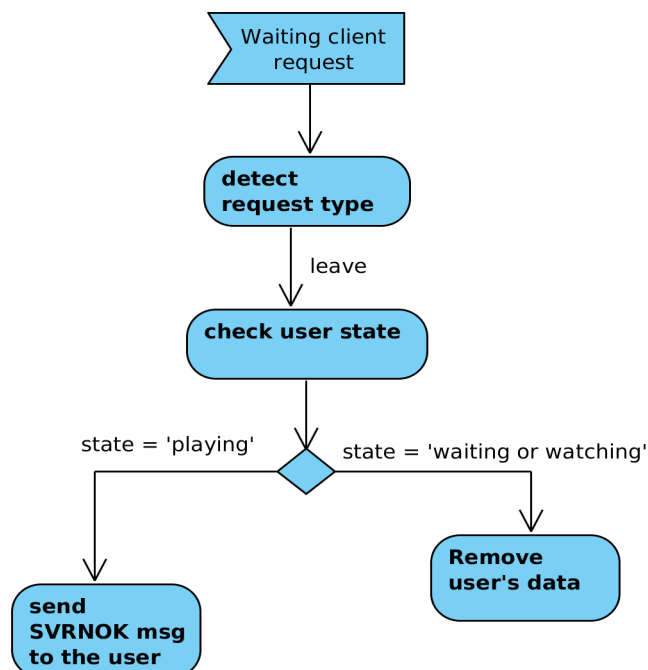 Waiting client
request
detect
request type
leave
check user state
state = 'playing'
state = 'waiting or watching'
Remove
user's data
send
SVRNOK msg
to the user